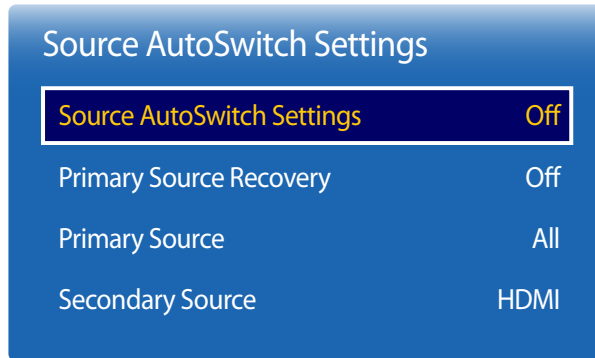 Source AutoSwitch Settings
Source AutoSwitch Settings Off
Primary Source Recovery Off
Primary Source All
Secondary Source HDMI